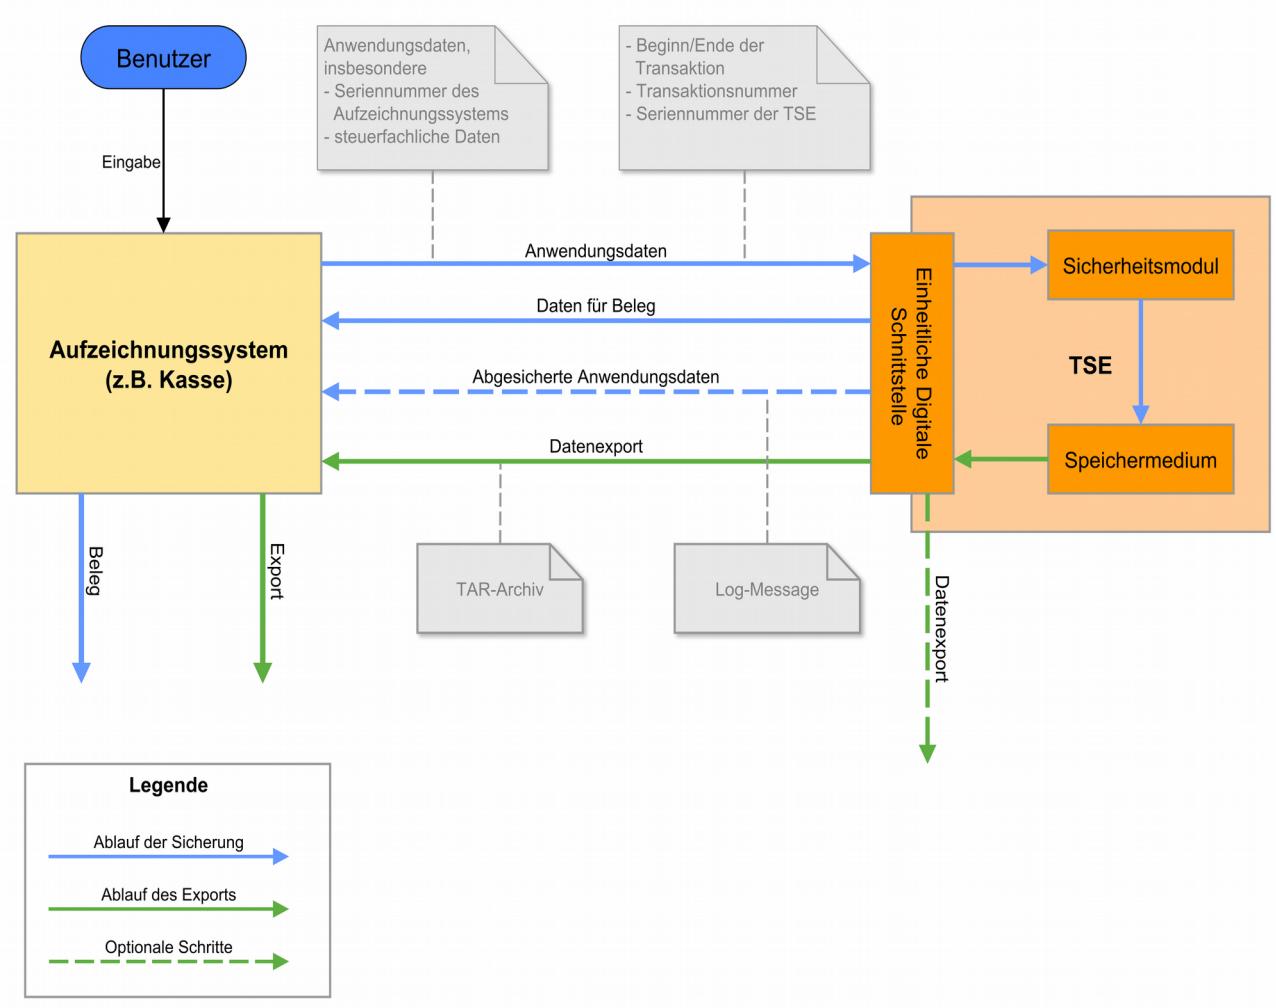 Benutzer
Anwendungsdaten,
insbesondere
- Seriennummer des
Aufzeichnungssystems
- steuerfachliche Daten
- Beginn/Ende der
Transaktion
- Transaktionsnummer
- Seriennummer der TSE
Eingabe
Anwendungsdaten
Daten für Beleg
Abgesicherte Anwendungsdaten
Datenexport
Aufzeichnungssystem
(z.B. Kasse)
Einheitliche Digitale
Schnittstelle
Sicherheitsmodul
TSE
Speichermedium
Beleg
Export
TAR-Archiv
Log-Message
Datenexport
Legende
Ablauf der Sicherung
Ablauf des Exports
Optionale Schritte